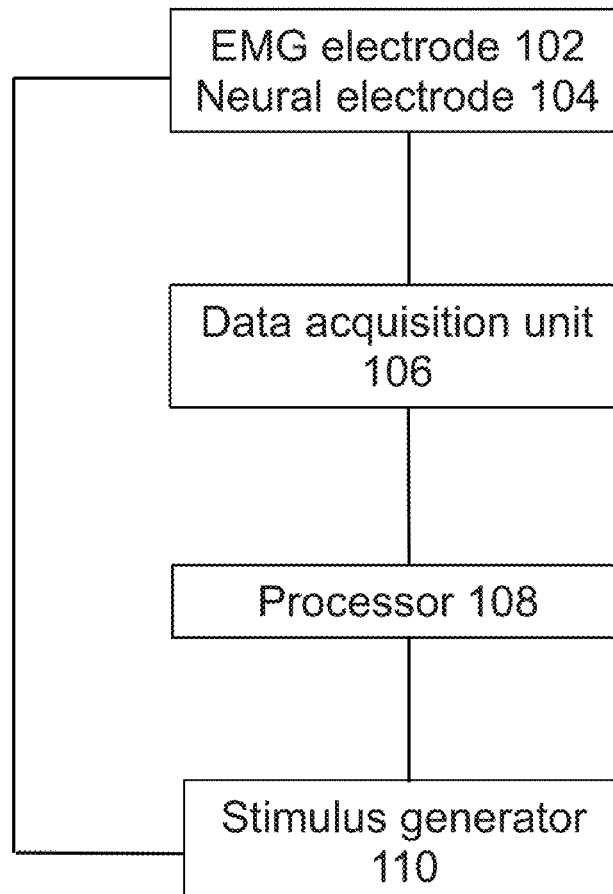 EMG electrode 102
Neural electrode 104
Data acquisition unit
106
Processor 108
Stimulus generator
110